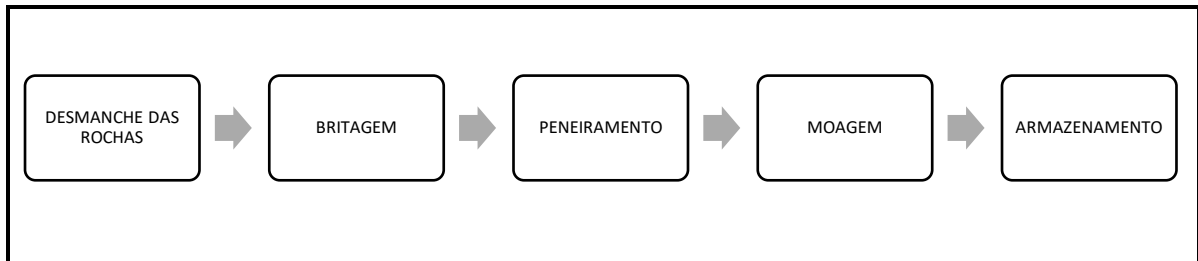 DESMANCHE DAS
ROCHAS
BRITAGEM
PENEIRAMENTO
MOAGEM
ARMAZENAMENTO